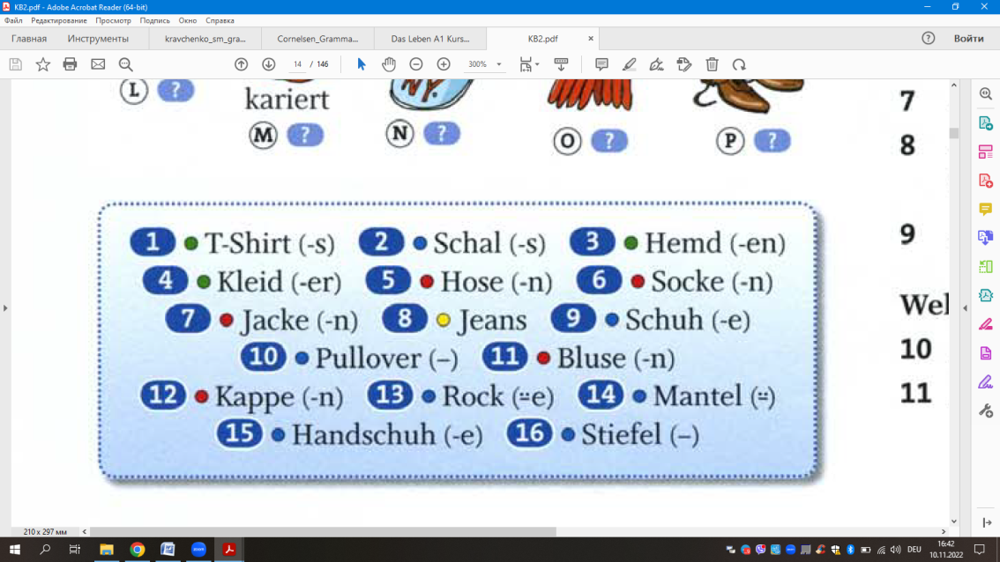 KB2.pdf - Adobe Acrobat Reader (64-bit)
Файл Редактирование Просмотр Подпись Окно Справка
Главная Инструменты kravchenko_sm_gra... Cornelsen_Gramma... Das Leben A1 Kurs... KB2.pdf × ? Войти
14 / 146 300%
L ? kariert
M ? N ? O ? P ?
7
8
9
Wel
10
11
1 T-Shirt (-s) 2 Schal (-s) 3 Hemd (-en)
4 Kleid (-er) 5 Hose (-n) 6 Socke (-n)
7 Jacke (-n) 8 Jeans 9 Schuh (-e)
10 Pullover (–) 11 Bluse (-n)
12 Kappe (-n) 13 Rock (¨e) 14 Mantel (¨)
15 Handschuh (-e) 16 Stiefel (–)
210 x 297 мм
DEU 16:42
10.11.2022